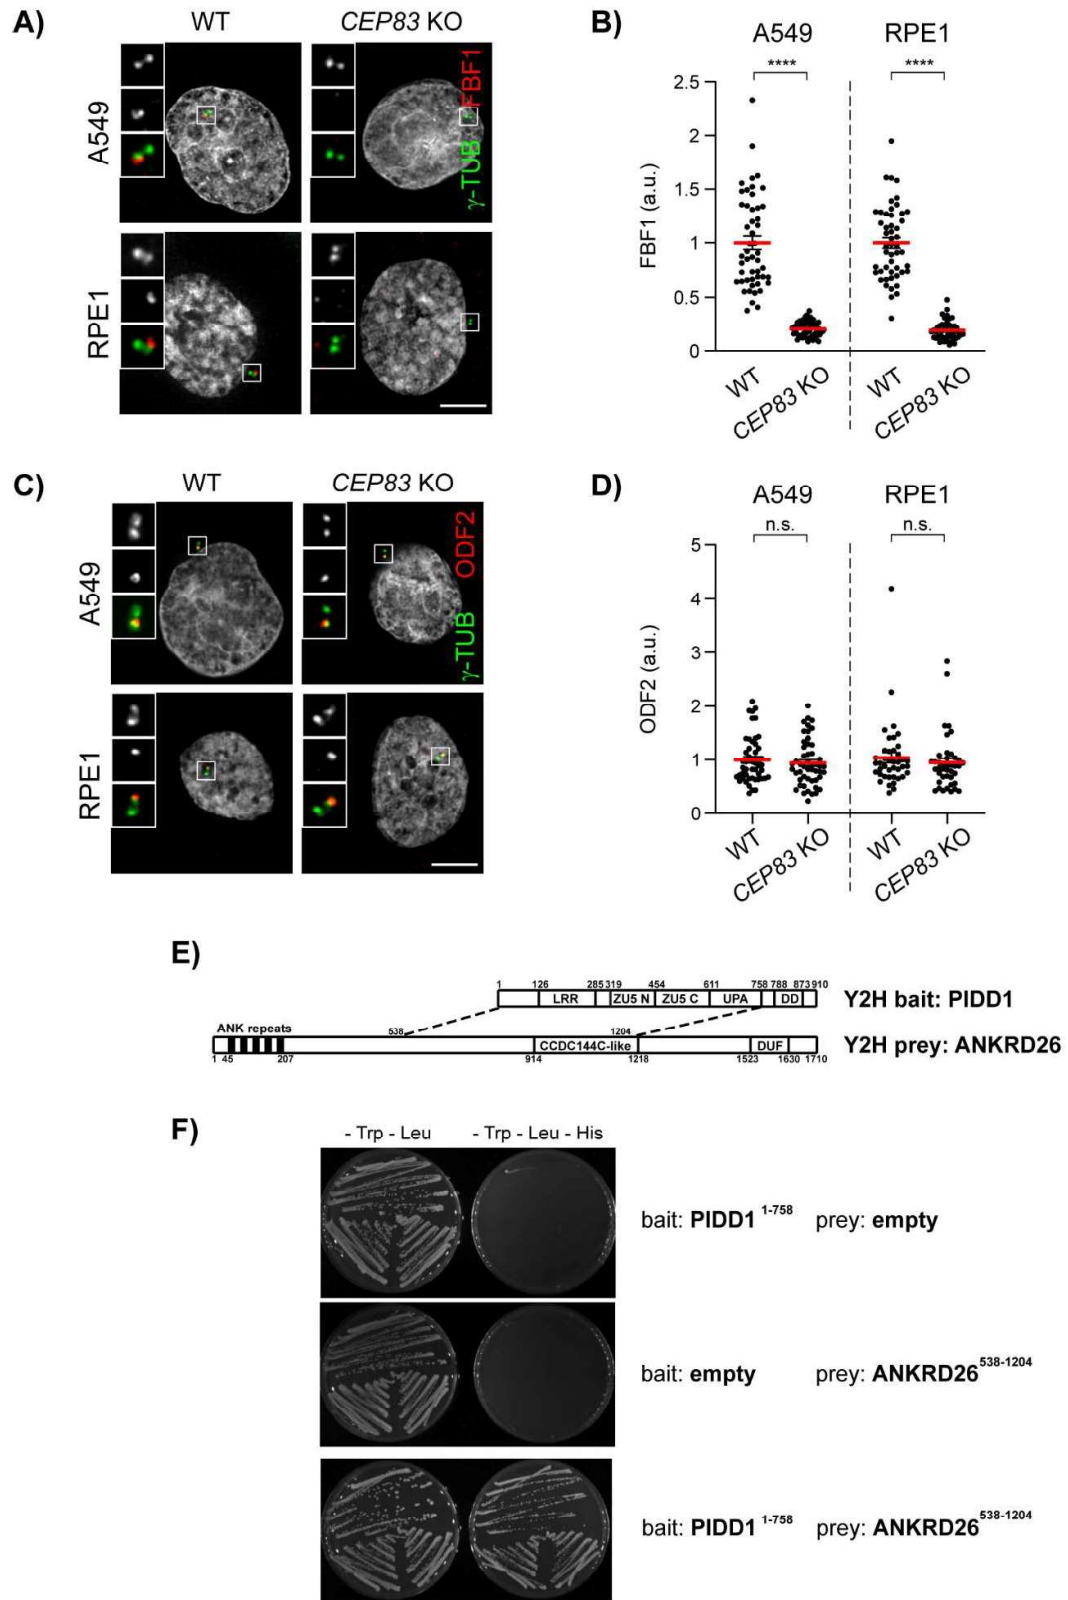 A)
WT CEP83 KO
A549
γ-TUB FBF1
RPE1
B)
A549 RPE1
**** ****
FBF1 (a.u.)
2.5
2
1.5
1
0.5
0
WT CEP83 KO WT CEP83 KO
C)
WT CEP83 KO
A549
γ-TUB ODF2
RPE1
D)
A549 RPE1
n.s. n.s.
ODF2 (a.u.)
5
4
3
2
1
0
WT CEP83 KO WT CEP83 KO
E)
1 126 285 319 454 611 758 788 873 910
LRR ZU5 N ZU5 C UPA DD Y2H bait: PIDD1
ANK repeats 538 1204
CCDC144C-like DUF Y2H prey: ANKRD26
1 45 207 914 1218 1523 1630 1710
F)
- Trp - Leu - Trp - Leu - His
bait: PIDD1 1-758 prey: empty
bait: empty prey: ANKRD26 538-1204
bait: PIDD1 1-758 prey: ANKRD26 538-1204